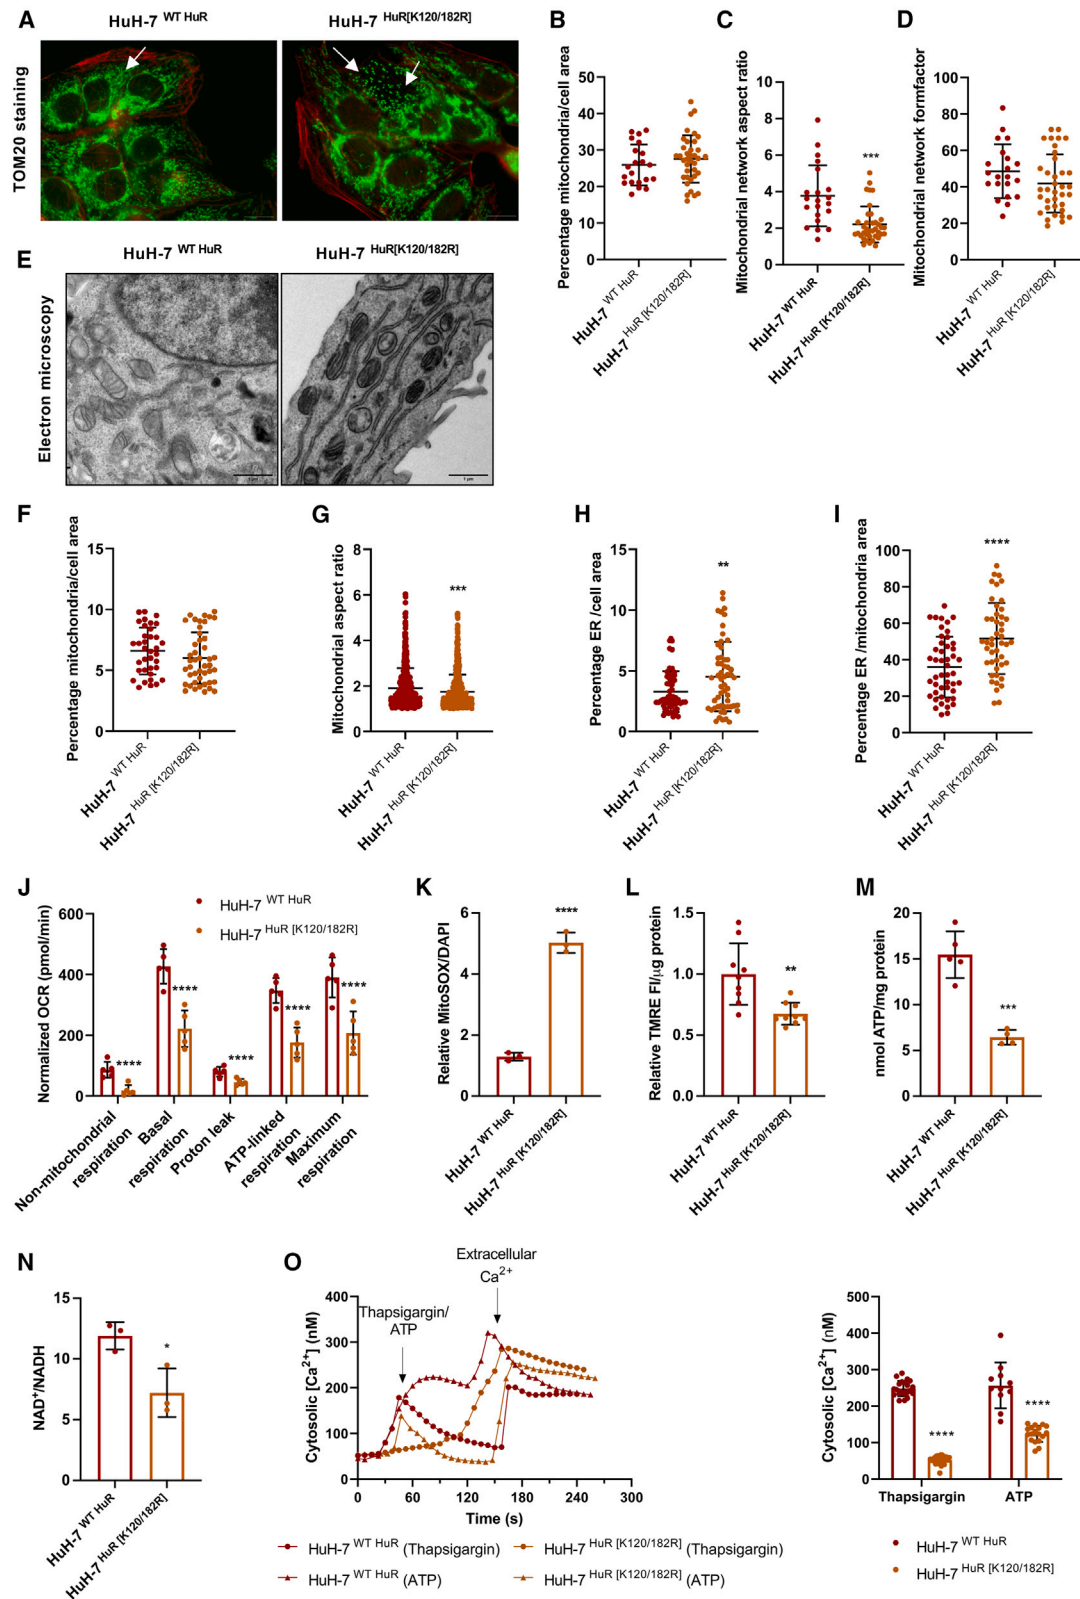 A
HuH-7 WT HuR
HuH-7 HuR[K120/182R]
TOM20 staining
B
Percentage mitochondria/cell area
50
40
30
20
10
0
HuH-7 WT HuR
HuH-7 HuR [K120/182R]
C
Mitochondrial network aspect ratio
10
8
6
4
2
0
***
HuH-7 WT HuR
HuH-7 HuR [K120/182R]
D
Mitochondrial network formfactor
100
80
60
40
20
0
HuH-7 WT HuR
HuH-7 HuR [K120/182R]
E
HuH-7 WT HuR
HuH-7 HuR[K120/182R]
Electron microscopy
1 µm
1 µm
F
Percentage mitochondria/cell area
15
10
5
0
HuH-7 WT HuR
HuH-7 HuR [K120/182R]
G
Mitochondrial aspect ratio
8
6
4
2
0
***
HuH-7 WT HuR
HuH-7 HuR [K120/182R]
H
Percentage ER /cell area
15
10
5
0
**
HuH-7 WT HuR
HuH-7 HuR [K120/182R]
I
Percentage ER /mitochondria area
100
80
60
40
20
0
****
HuH-7 WT HuR
HuH-7 HuR [K120/182R]
J
HuH-7 WT HuR
HuH-7 HuR [K120/182R]
Normalized OCR (pmol/min)
600
400
200
0
****
****
****
****
****
Non-mitochondrial
respiration
Basal
respiration
Proton leak
ATP-linked
respiration
Maximum
respiration
K
Relative MitoSOX/DAPI
6
4
2
0
****
HuH-7 WT HuR
HuH-7 HuR [K120/182R]
L
Relative TMRE FI/µg protein
1.5
1.0
0.5
0.0
**
HuH-7 WT HuR
HuH-7 HuR [K120/182R]
M
nmol ATP/mg protein
20
15
10
5
0
***
HuH-7 WT HuR
HuH-7 HuR [K120/182R]
N
NAD⁺/NADH
15
10
5
0
*
HuH-7 WT HuR
HuH-7 HuR [K120/182R]
O
Extracellular
Ca²⁺
Thapsigargin/
ATP
Cytosolic [Ca²⁺] (nM)
400
300
200
100
0
0
60
120
180
240
300
Time (s)
HuH-7 WT HuR (Thapsigargin)
HuH-7 HuR [K120/182R] (Thapsigargin)
HuH-7 WT HuR (ATP)
HuH-7 HuR [K120/182R] (ATP)
Cytosolic [Ca²⁺] (nM)
500
400
300
200
100
0
****
****
Thapsigargin
ATP
HuH-7 WT HuR
HuH-7 HuR [K120/182R]